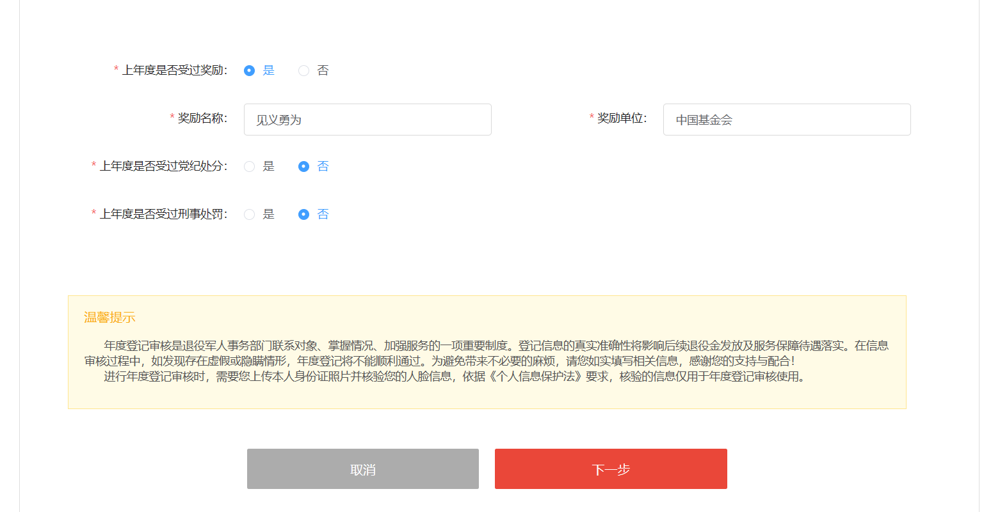 * 上年度是否受过奖励： 是 否
* 奖励名称： 见义勇为 * 奖励单位： 中国基金会
* 上年度是否受过党纪处分： 是 否
* 上年度是否受过刑事处罚： 是 否
温馨提示
年度登记审核是退役军人事务部门联系对象、掌握情况、加强服务的一项重要制度。登记信息的真实准确性将影响后续退役金发放及服务保障待遇落实。在信息
审核过程中，如发现存在虚假或隐瞒情形，年度登记将不能顺利通过。为避免带来不必要的麻烦，请您如实填写相关信息，感谢您的支持与配合！
进行年度登记审核时，需要您上传本人身份证照片并核验您的人脸信息，依据《个人信息保护法》要求，核验的信息仅用于年度登记审核使用。
取消 下一步